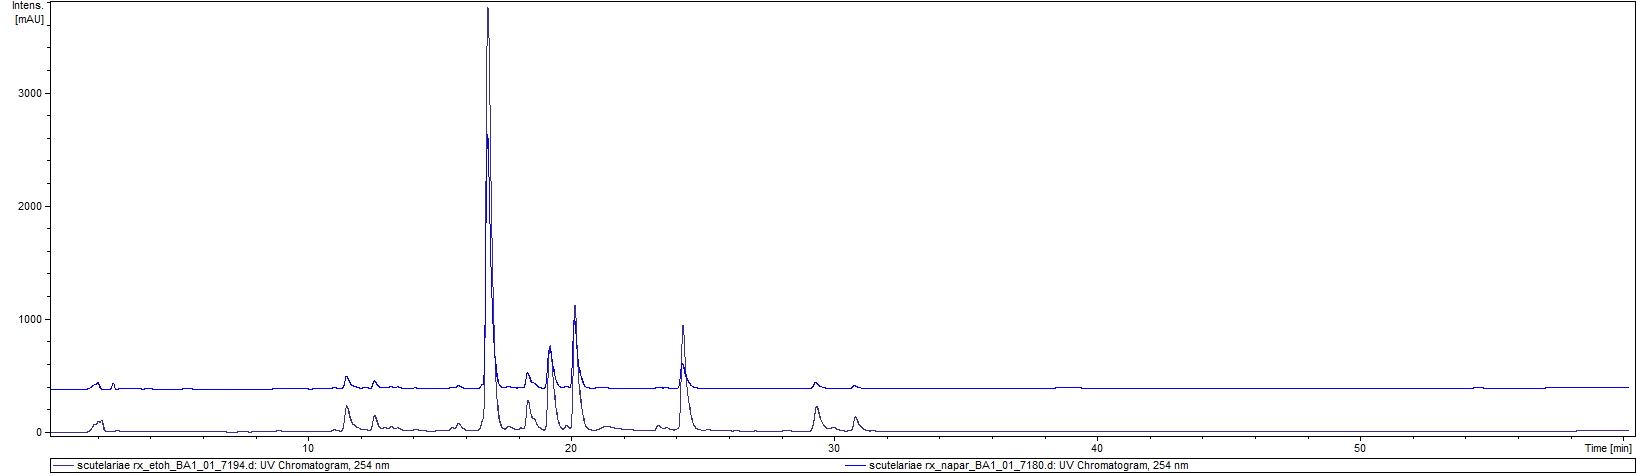 Intens.
[mAU]
3000
2000
1000
0
10 20 30 40 50 Time [min]
scutelariae rx_etoh_BA1_01_7194.d: UV Chromatogram, 254 nm scutelariae rx_napar_BA1_01_7180.d: UV Chromatogram, 254 nm